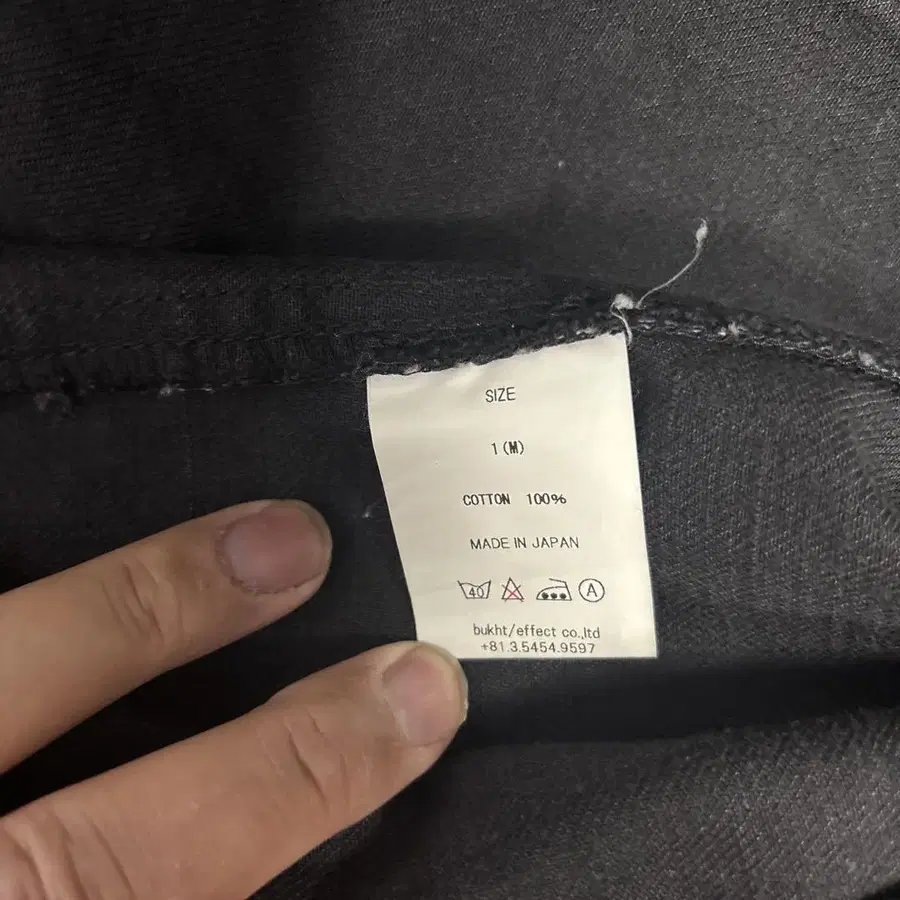 SIZE
1 (M)
COTTON 100%
MADE IN JAPAN
40 A
bukht/effect co.,ltd
+81.3.5454.9597